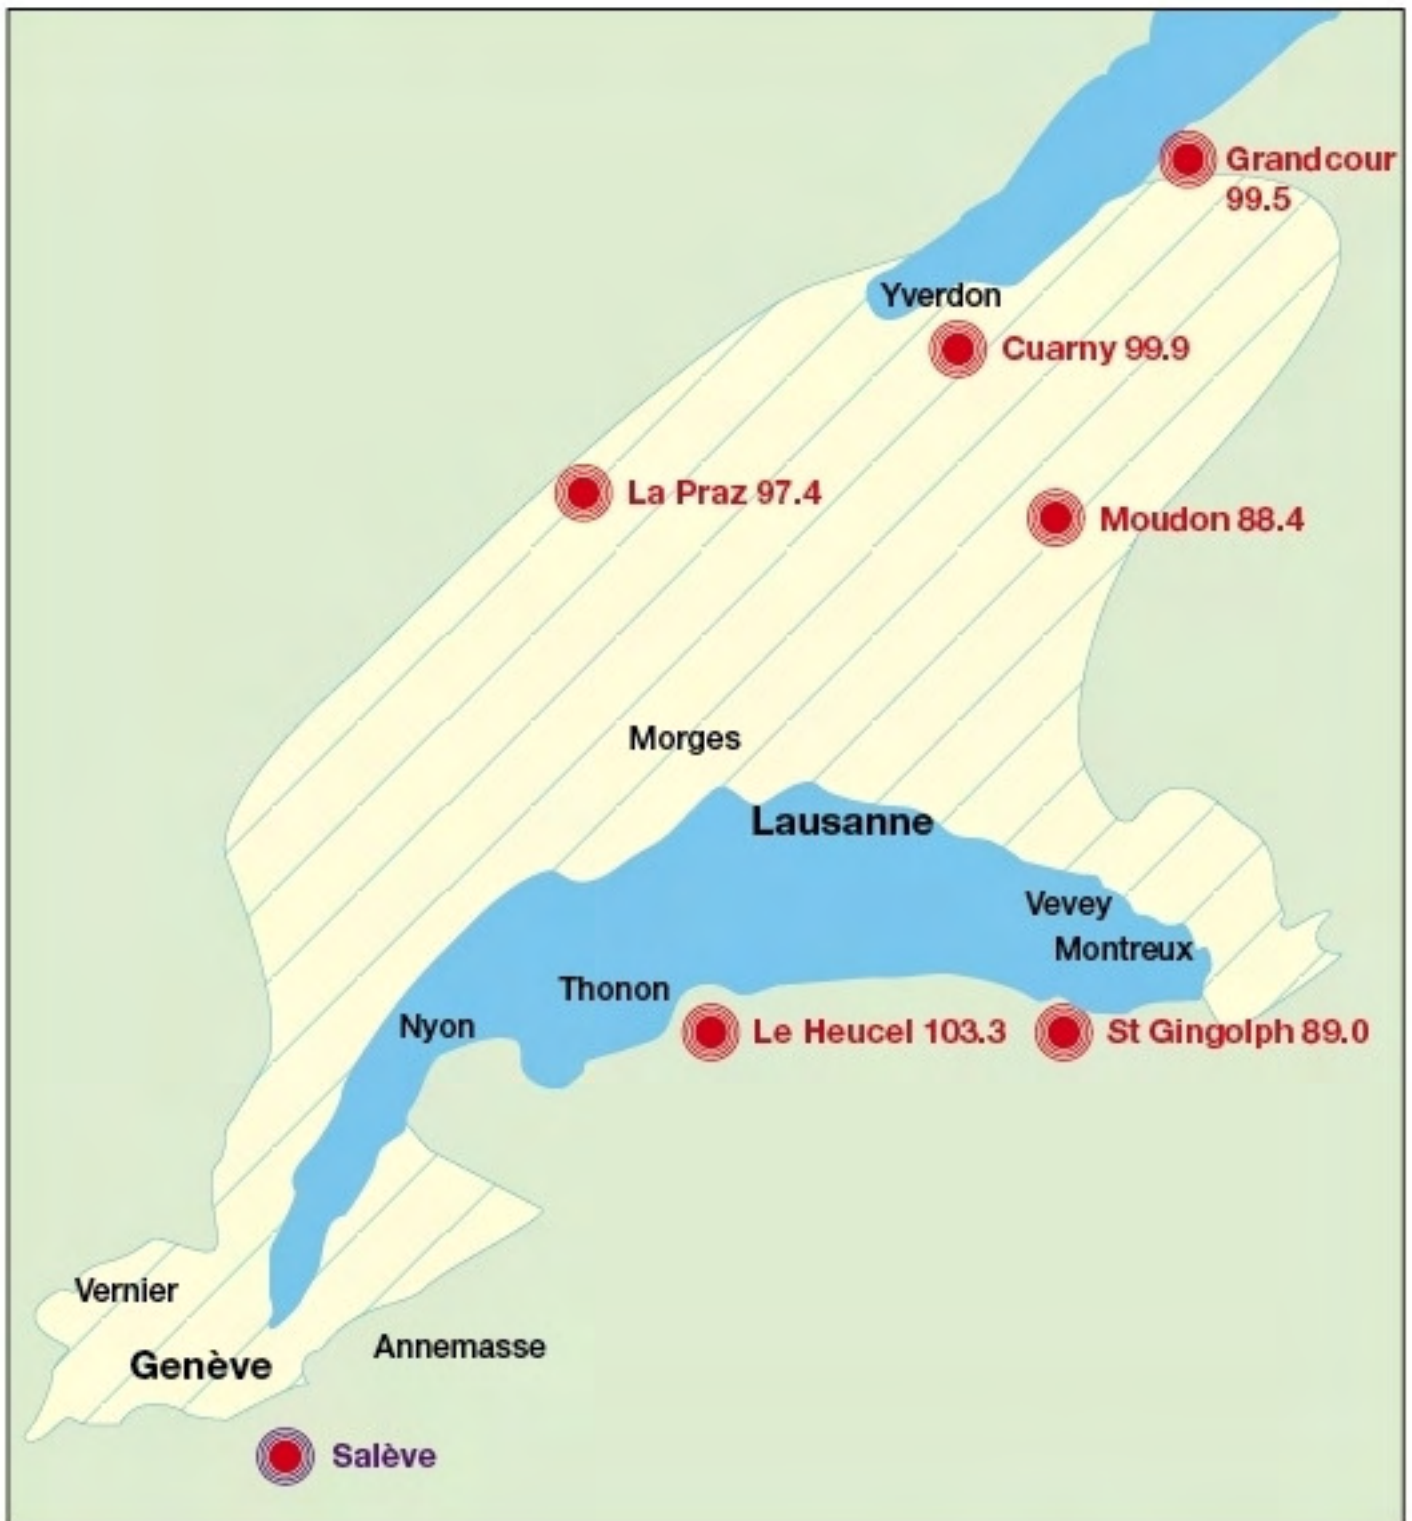 Grandcour
99.5
Yverdon
Cuarny 99.9
La Praz 97.4
Moudon 88.4
Morges
Lausanne
Vevey
Montreux
Thonon
Nyon
Le Heucel 103.3
St Gingolph 89.0
Vernier
Annemasse
Genève
Salève